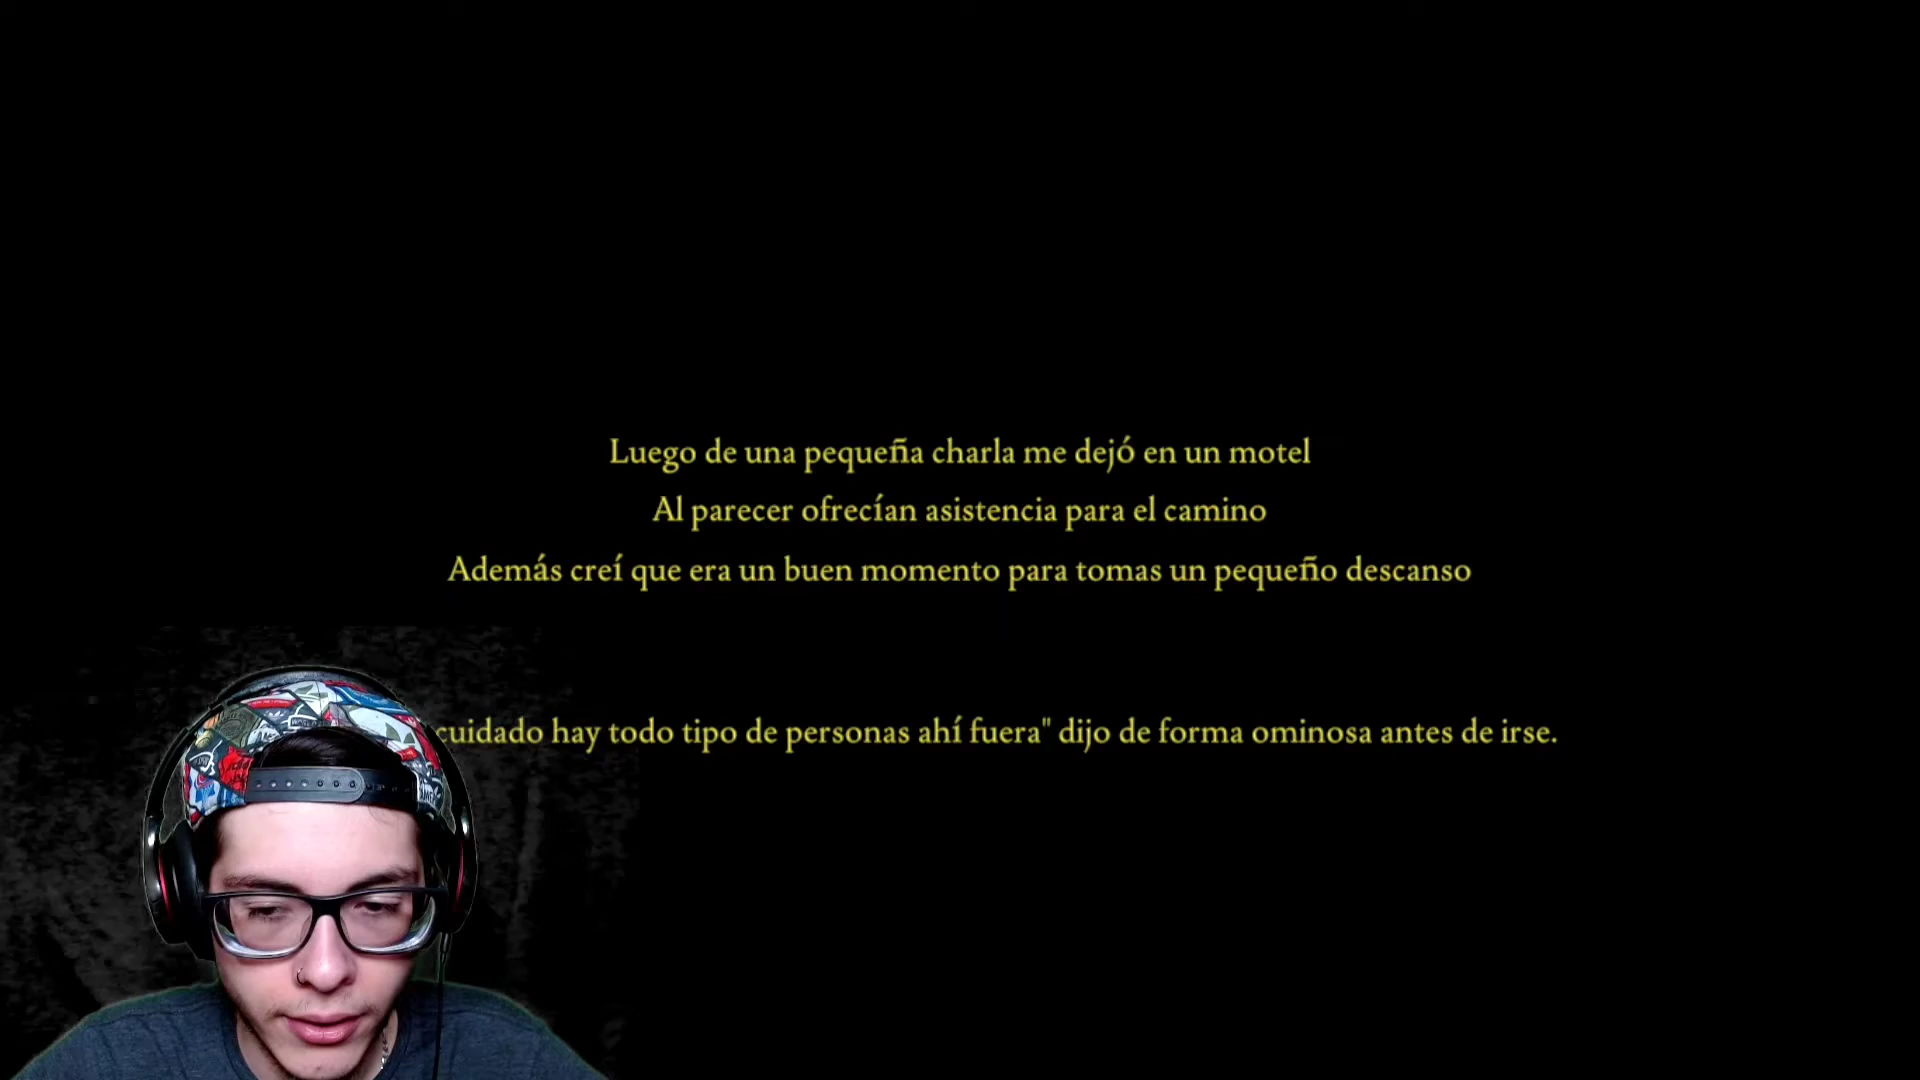 Luego de una pequeña charla me dejó en un motel
Al parecer ofrecían asistencia para el camino
Además creí que era un buen momento para tomas un pequeño descanso
cuidado hay todo tipo de personas ahí fuera" dijo de forma ominosa antes de irse.